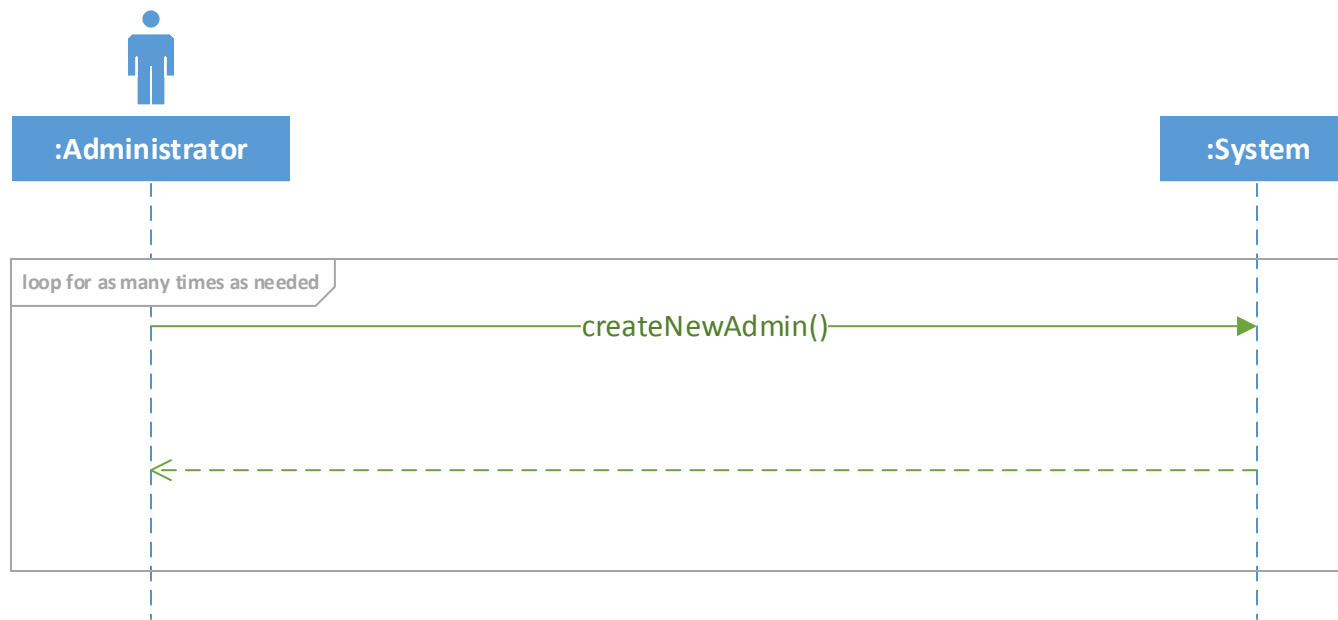 :Administrator
:System
loop for as many times as needed
createNewAdmin()